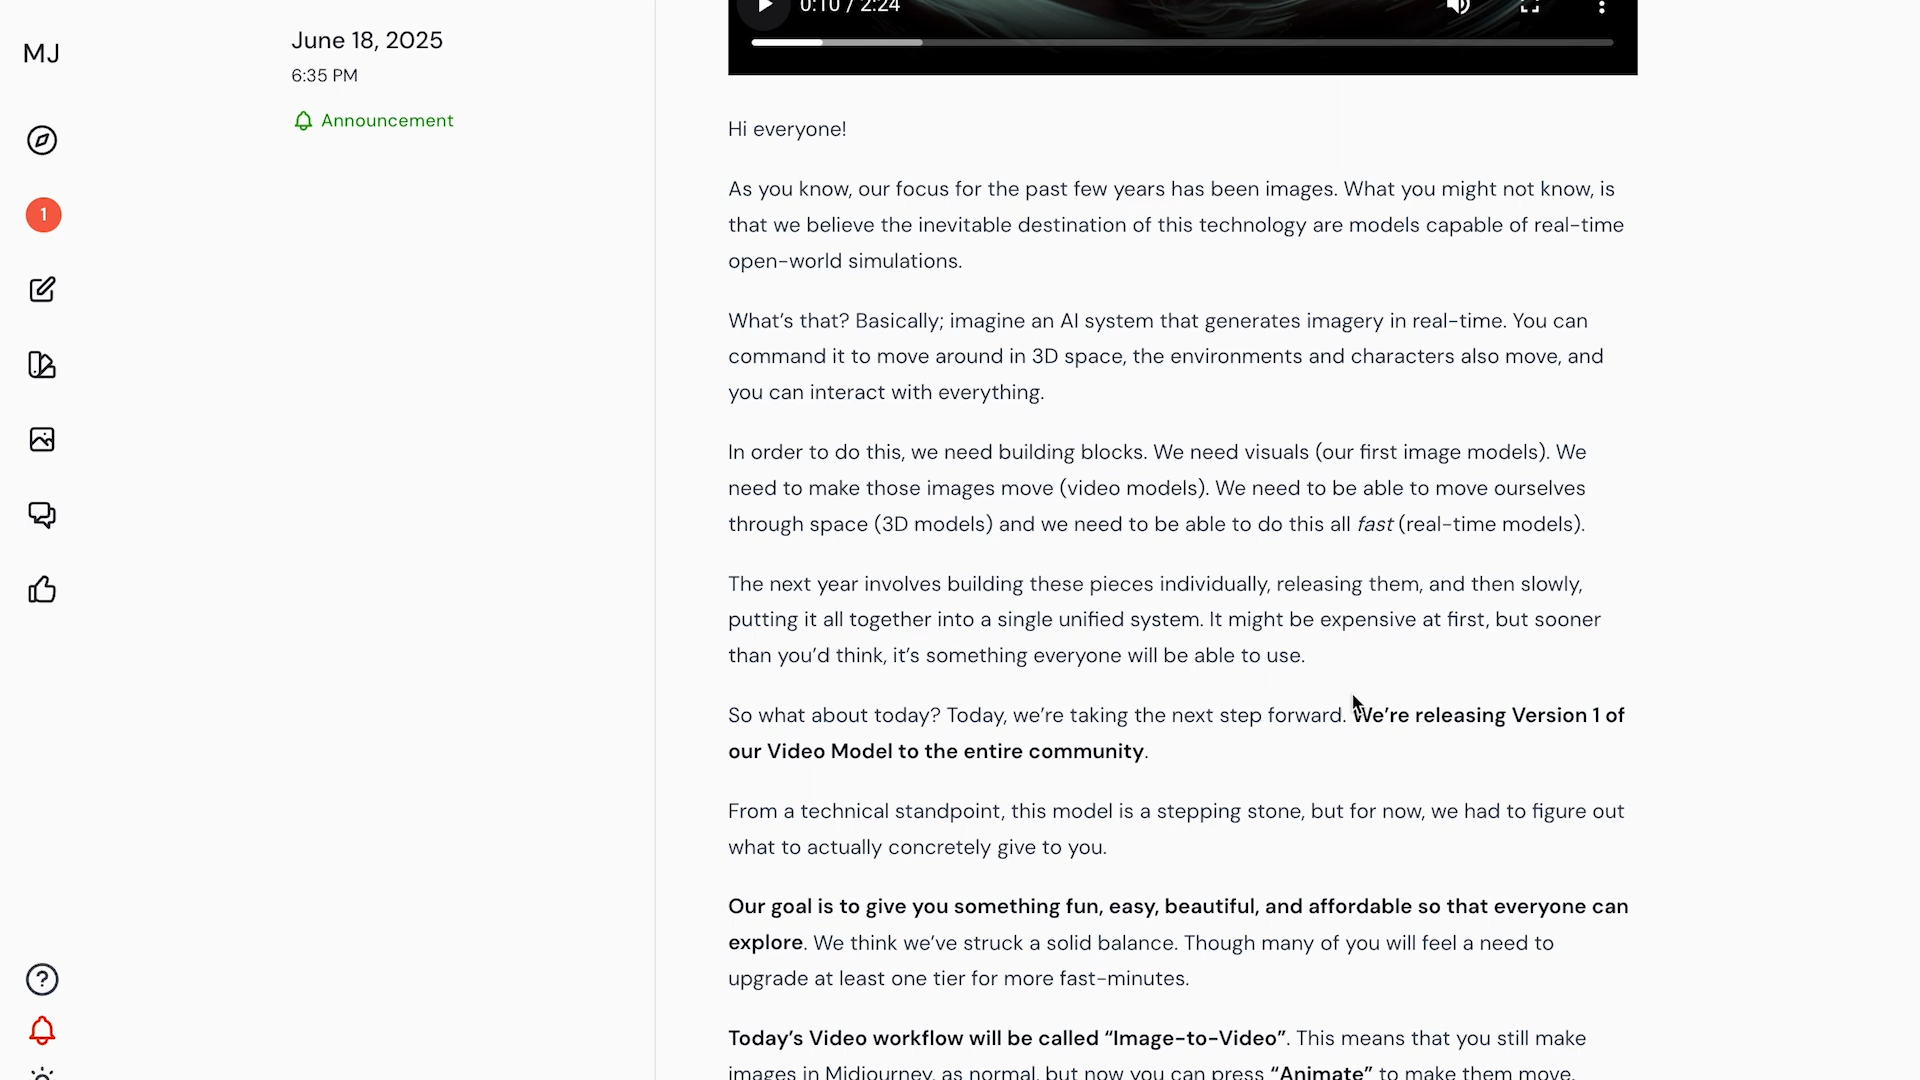 MJ
1
June 18, 2025
6:35 PM
Announcement
0:10 / 2:24
Hi everyone!
As you know, our focus for the past few years has been images. What you might not know, is
that we believe the inevitable destination of this technology are models capable of real-time
open-world simulations.
What's that? Basically; imagine an AI system that generates imagery in real-time. You can
command it to move around in 3D space, the environments and characters also move, and
you can interact with everything.
In order to do this, we need building blocks. We need visuals (our first image models). We
need to make those images move (video models). We need to be able to move ourselves
through space (3D models) and we need to be able to do this all fast (real-time models).
The next year involves building these pieces individually, releasing them, and then slowly,
putting it all together into a single unified system. It might be expensive at first, but sooner
than you'd think, it's something everyone will be able to use.
So what about today? Today, we're taking the next step forward. We're releasing Version 1 of
our Video Model to the entire community.
From a technical standpoint, this model is a stepping stone, but for now, we had to figure out
what to actually concretely give to you.
Our goal is to give you something fun, easy, beautiful, and affordable so that everyone can
explore. We think we've struck a solid balance. Though many of you will feel a need to
upgrade at least one tier for more fast-minutes.
Today's Video workflow will be called "Image-to-Video". This means that you still make
images in Midjourney, as normal, but now you can press "Animate" to make them move.